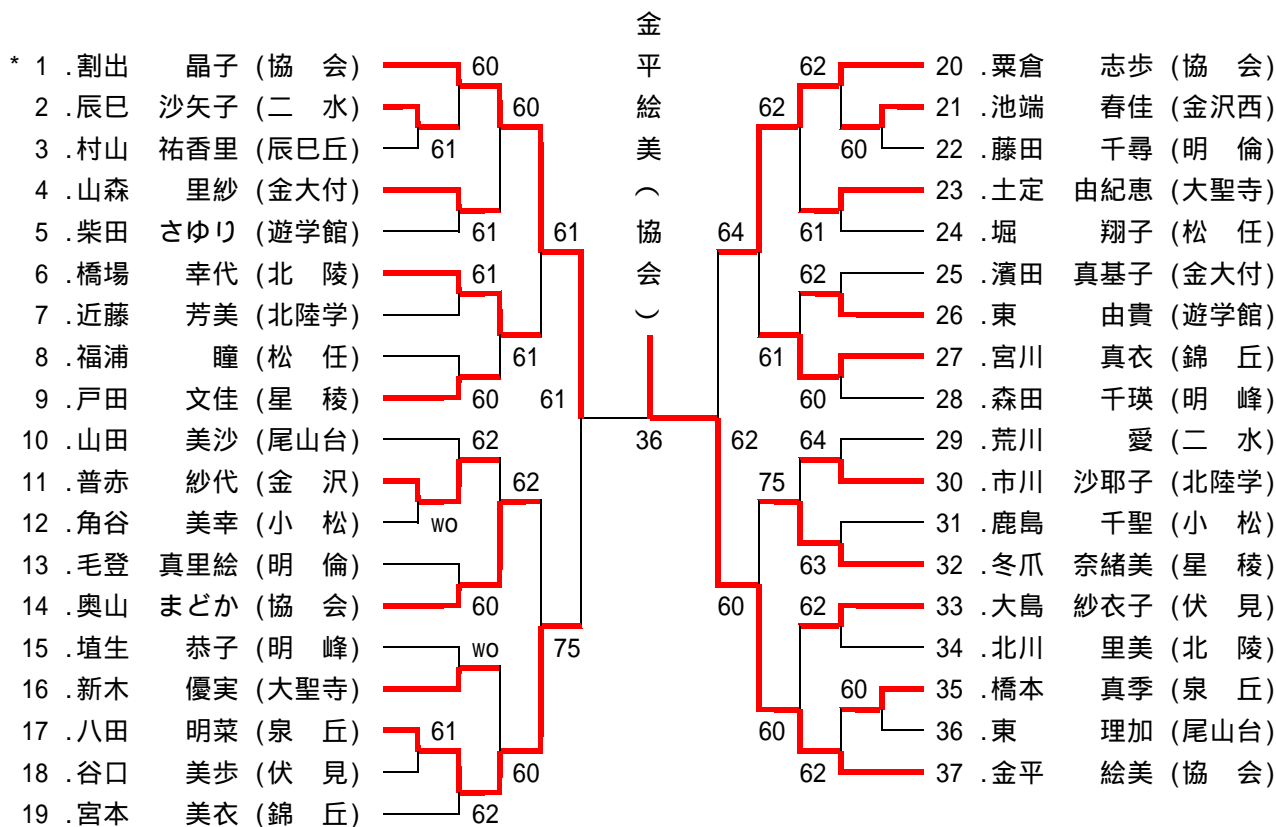 金平絵美（協会）
* 1 .割出 晶子 (協 会)
2 .辰巳 沙矢子 (二 水)
3 .村山 祐香里 (辰巳丘)
4 .山森 里紗 (金大付)
5 .柴田 さゆり (遊学館)
6 .橋場 幸代 (北 陵)
7 .近藤 芳美 (北陸学)
8 .福浦 瞳 (松 任)
9 .戸田 文佳 (星 稜)
10 .山田 美沙 (尾山台)
11 .普赤 紗代 (金 沢)
12 .角谷 美幸 (小 松)
13 .毛登 真里絵 (明 倫)
14 .奥山 まどか (協 会)
15 .埴生 恭子 (明 峰)
16 .新木 優実 (大聖寺)
17 .八田 明菜 (泉 丘)
18 .谷口 美歩 (伏 見)
19 .宮本 美衣 (錦 丘)
60
60
61
61
61
61
61
60
61
62
62
wo
60
wo
75
61
60
62
36
62
62
60
61
64
62
61
60
62
64
75
63
60
62
60
60
62
20 .粟倉 志歩 (協 会)
21 .池端 春佳 (金沢西)
22 .藤田 千尋 (明 倫)
23 .土定 由紀恵 (大聖寺)
24 .堀 翔子 (松 任)
25 .濱田 真基子 (金大付)
26 .東 由貴 (遊学館)
27 .宮川 真衣 (錦 丘)
28 .森田 千瑛 (明 峰)
29 .荒川 愛 (二 水)
30 .市川 沙耶子 (北陸学)
31 .鹿島 千聖 (小 松)
32 .冬爪 奈緒美 (星 稜)
33 .大島 紗衣子 (伏 見)
34 .北川 里美 (北 陵)
35 .橋本 真季 (泉 丘)
36 .東 理加 (尾山台)
37 .金平 絵美 (協 会)